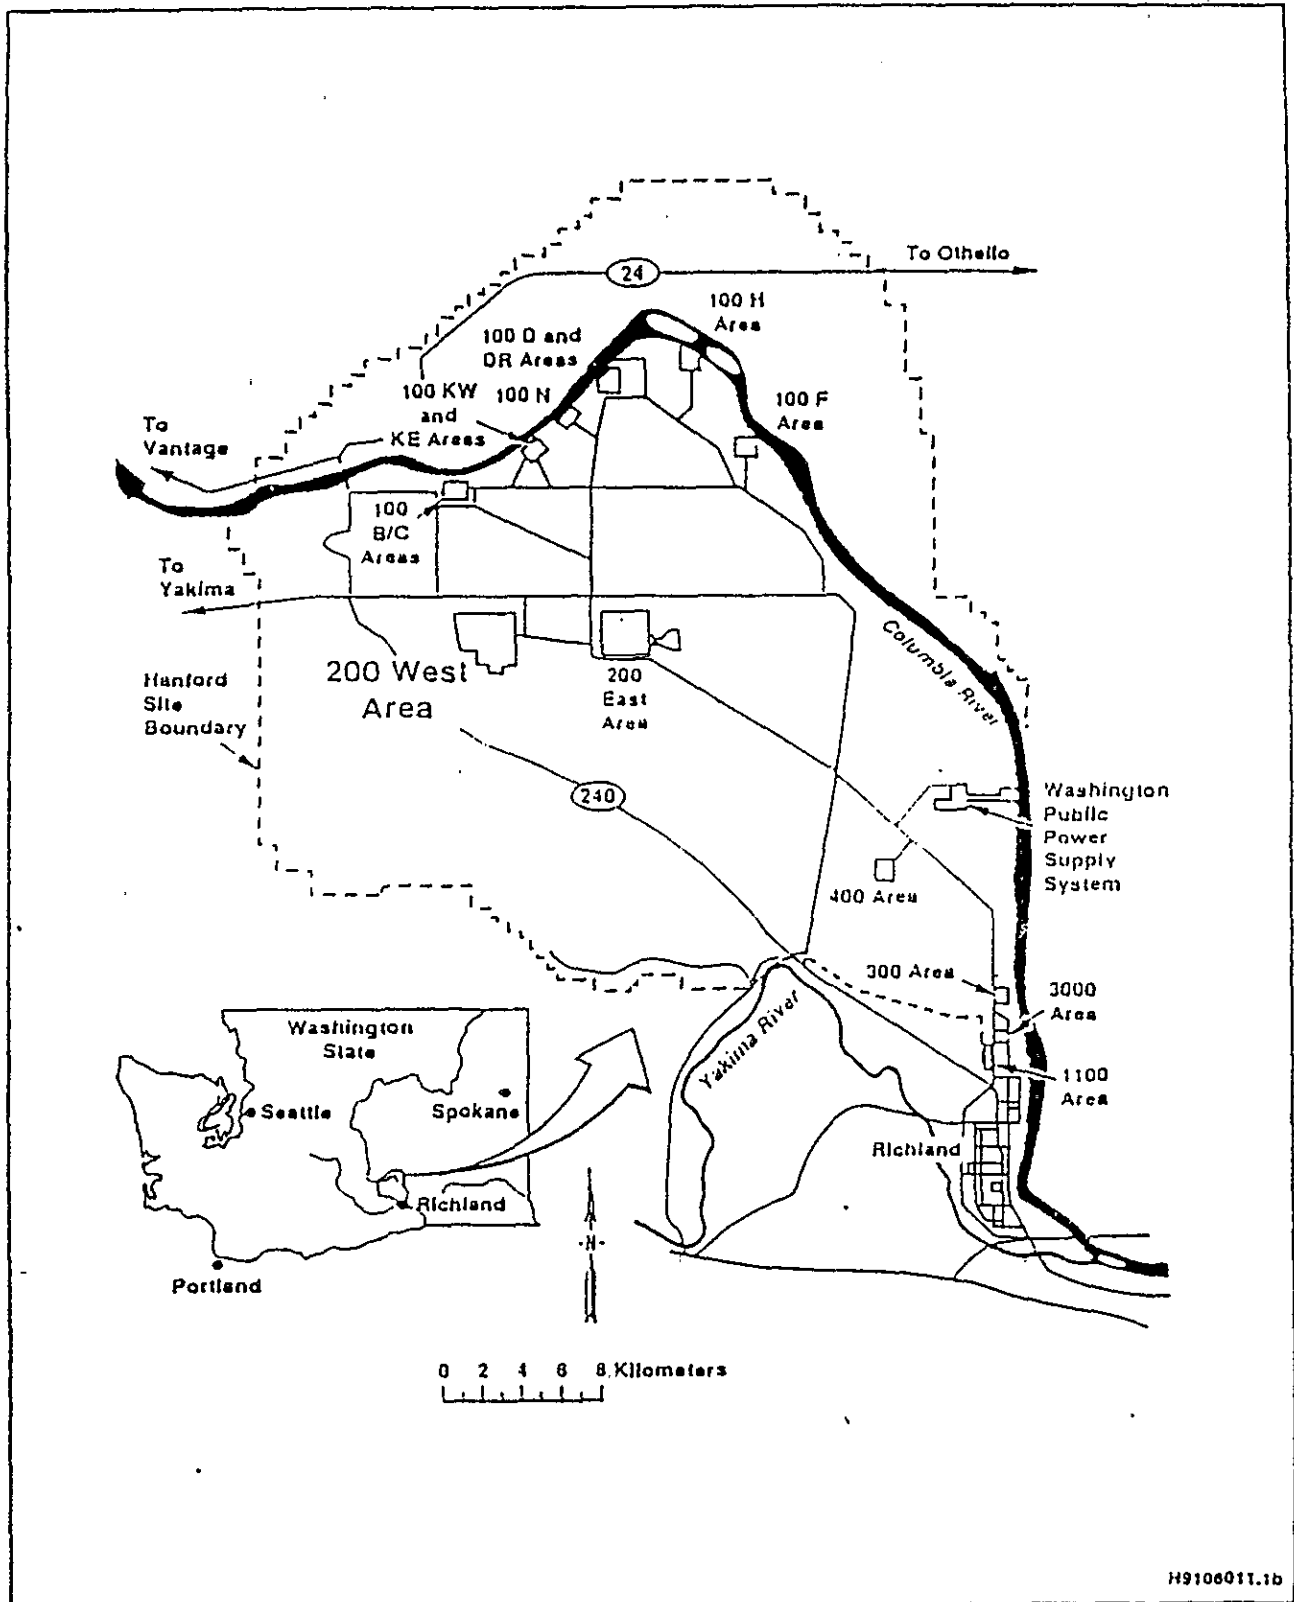 To Othello
24
100 H
Area
100 D and
DR Areas
100 KW
and
KE Areas
100 N
100 F
Area
To
Vantage
100
B/C
Areas
To
Yakima
Columbia River
200 West
Area
200
East
Area
Hanford
Site
Boundary
240
Washington
Public
Power
Supply
System
400 Area
300 Area
3000
Area
1100
Area
Yakima River
Richland
Washington
State
Seattle
Spokane
Richland
Portland
N
0 2 4 6 8 Kilometers
H9106011.1b